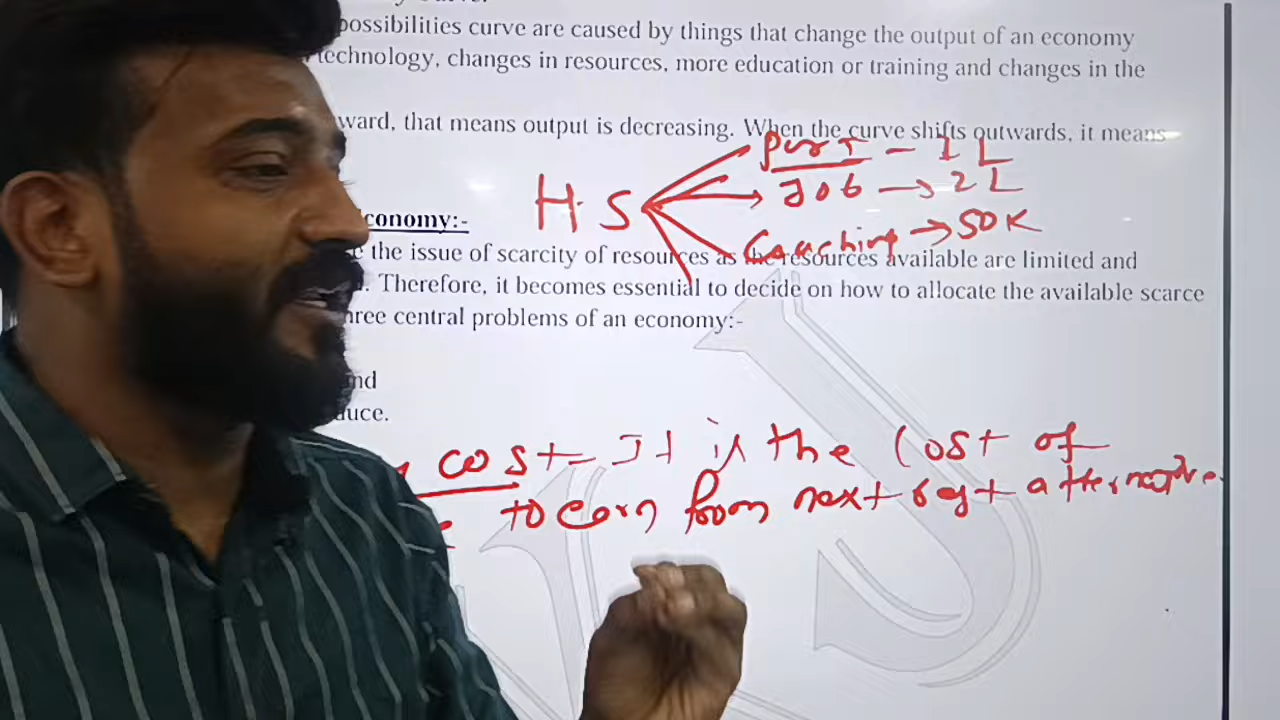 possibilities curve are caused by things that change the output of an economy
technology, changes in resources, more education or training and changes in the
ward, that means output is decreasing. When the curve shifts outwards, it means
Part - 1 L
H.S Job → 2 L
Coaching → 50K
conomy:-
the issue of scarcity of resources as the resources available are limited and
. Therefore, it becomes essential to decide on how to allocate the available scarce
hree central problems of an economy:-
nd
duce.
cost = It is the Cost of
to earn from next best alternative.